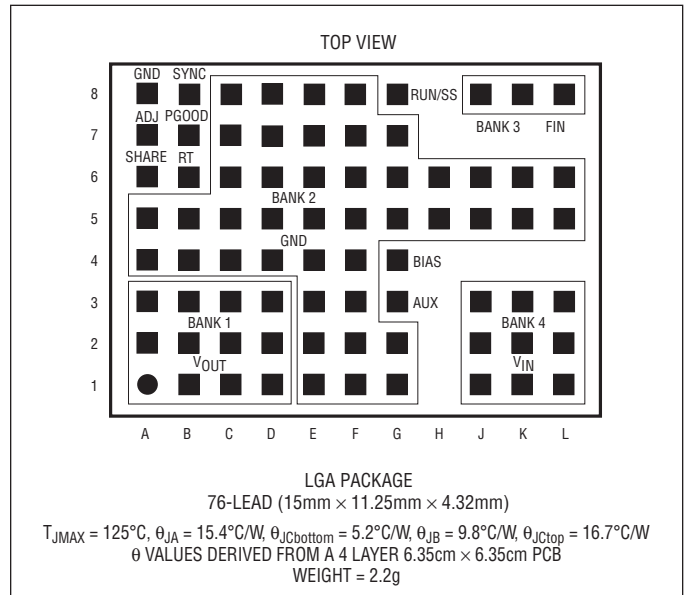 TOP VIEW
GND SYNC
8 RUN/SS
ADJ PGOOD
BANK 3 FIN
7
SHARE RT
6
BANK 2
5
GND
4 BIAS
3 AUX
BANK 1 BANK 4
2
VOUT VIN
1
A B C D E F G H J K L
LGA PACKAGE
76-LEAD (15mm × 11.25mm × 4.32mm)
TJMAX = 125°C, θJA = 15.4°C/W, θJCbottom = 5.2°C/W, θJB = 9.8°C/W, θJCtop = 16.7°C/W
θ VALUES DERIVED FROM A 4 LAYER 6.35cm × 6.35cm PCB
WEIGHT = 2.2g